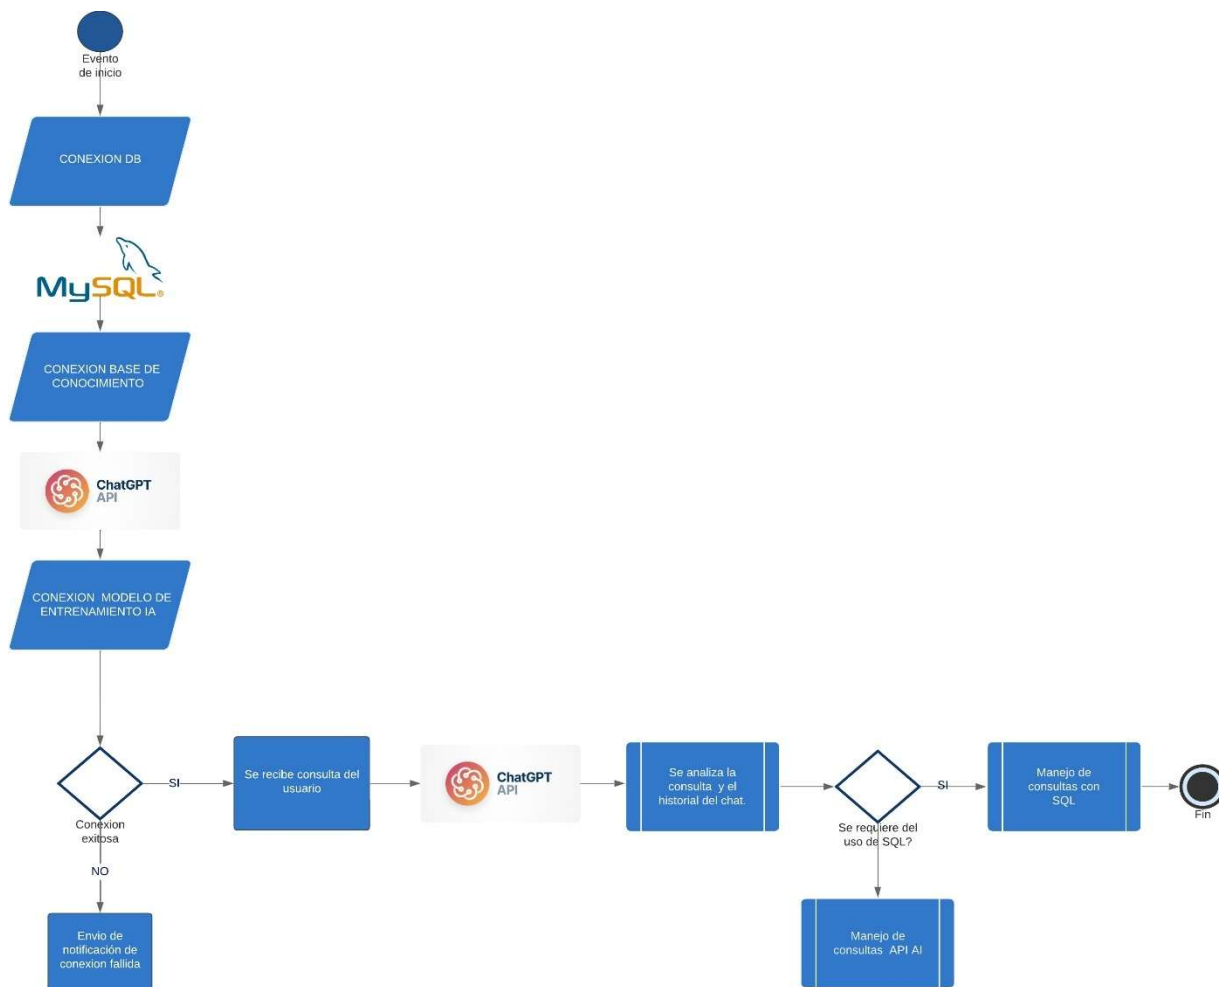 Evento
de inicio
CONEXION DB
MySQL®
CONEXION BASE DE
CONOCIMIENTO
ChatGPT
API
CONEXION MODELO DE
ENTRENAMIENTO IA
Conexion
exitosa
SI
NO
Envio de
notificación de
conexion fallida
Se recibe consulta del
usuario
ChatGPT
API
Se analiza la
consulta y el
historial del chat.
Se requiere del
uso de SQL?
SI
Manejo de
consultas con
SQL
Fin
Manejo de
consultas API AI